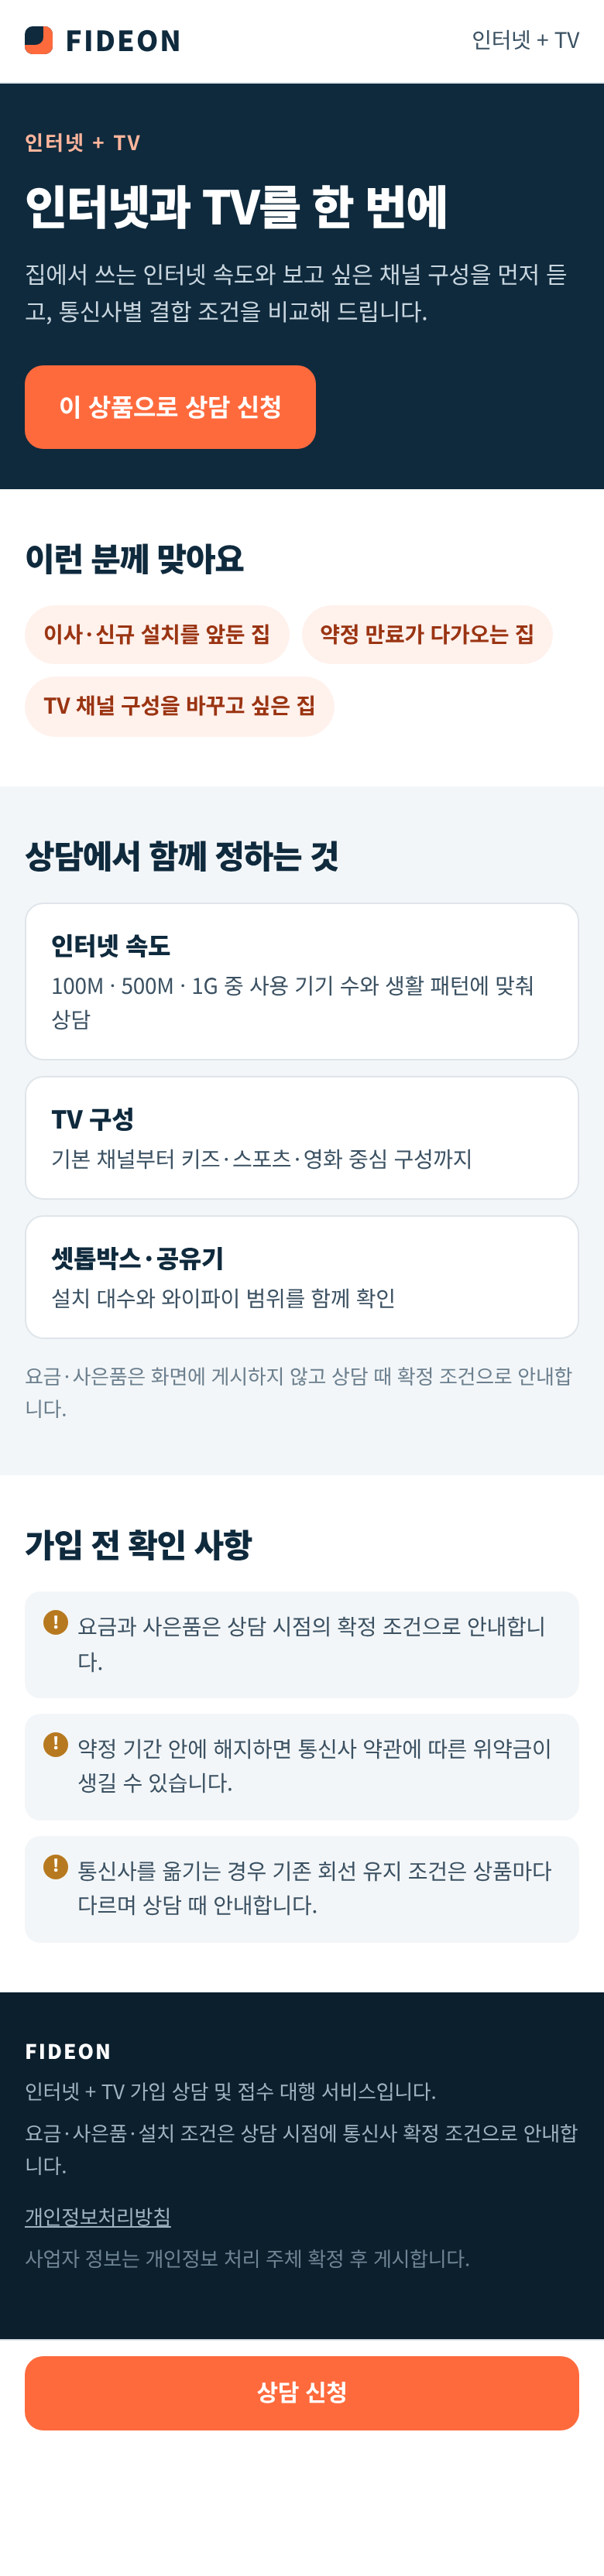 FIDEON
인터넷 + TV
인터넷 + TV
인터넷과 TV를 한 번에
집에서 쓰는 인터넷 속도와 보고 싶은 채널 구성을 먼저 듣
고, 통신사별 결합 조건을 비교해 드립니다.
이 상품으로 상담 신청
이런 분께 맞아요
이사·신규 설치를 앞둔 집
약정 만료가 다가오는 집
TV 채널 구성을 바꾸고 싶은 집
상담에서 함께 정하는 것
인터넷 속도
100M · 500M · 1G 중 사용 기기 수와 생활 패턴에 맞춰
상담
TV 구성
기본 채널부터 키즈·스포츠·영화 중심 구성까지
셋톱박스·공유기
설치 대수와 와이파이 범위를 함께 확인
요금·사은품은 화면에 게시하지 않고 상담 때 확정 조건으로 안내합
니다.
가입 전 확인 사항
! 요금과 사은품은 상담 시점의 확정 조건으로 안내합니
다.
! 약정 기간 안에 해지하면 통신사 약관에 따른 위약금이
생길 수 있습니다.
! 통신사를 옮기는 경우 기존 회선 유지 조건은 상품마다
다르며 상담 때 안내합니다.
FIDEON
인터넷 + TV 가입 상담 및 접수 대행 서비스입니다.
요금·사은품·설치 조건은 상담 시점에 통신사 확정 조건으로 안내합
니다.
개인정보처리방침
사업자 정보는 개인정보 처리 주체 확정 후 게시합니다.
상담 신청